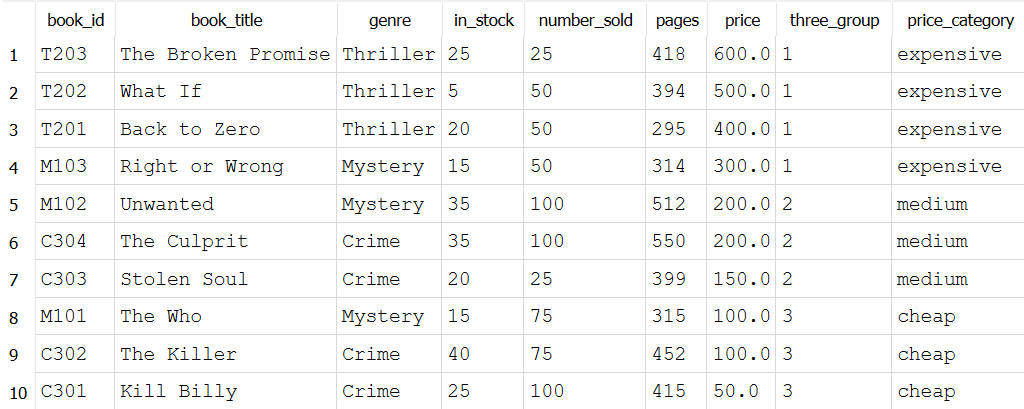 book_id book_title genre in_stock number_sold pages price three_group price_category
1 T203 The Broken Promise Thriller 25 25 418 600.0 1 expensive
2 T202 What If Thriller 5 50 394 500.0 1 expensive
3 T201 Back to Zero Thriller 20 50 295 400.0 1 expensive
4 M103 Right or Wrong Mystery 15 50 314 300.0 1 expensive
5 M102 Unwanted Mystery 35 100 512 200.0 2 medium
6 C304 The Culprit Crime 35 100 550 200.0 2 medium
7 C303 Stolen Soul Crime 20 25 399 150.0 2 medium
8 M101 The Who Mystery 15 75 315 100.0 3 cheap
9 C302 The Killer Crime 40 75 452 100.0 3 cheap
10 C301 Kill Billy Crime 25 100 415 50.0 3 cheap